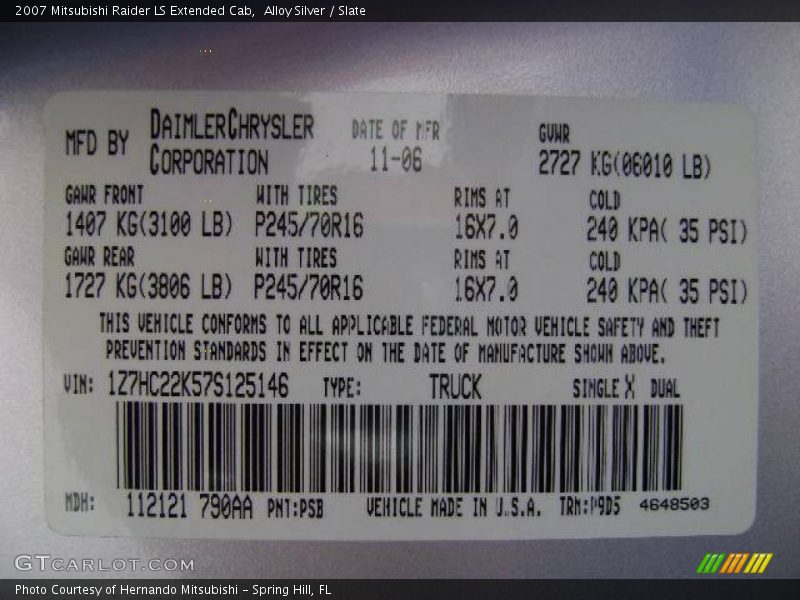 2007 Mitsubishi Raider LS Extended Cab, Alloy Silver / Slate
MFD BY DAIMLERCHRYSLER CORPORATION DATE OF MFR 11-06 GVWR 2727 KG(06010 LB)
GAWR FRONT WITH TIRES RIMS AT COLD
1407 KG(3100 LB) P245/70R16 16X7.0 240 KPA( 35 PSI)
GAWR REAR WITH TIRES RIMS AT COLD
1727 KG(3806 LB) P245/70R16 16X7.0 240 KPA( 35 PSI)
THIS VEHICLE CONFORMS TO ALL APPLICABLE FEDERAL MOTOR VEHICLE SAFETY AND THEFT
PREVENTION STANDARDS IN EFFECT ON THE DATE OF MANUFACTURE SHOWN ABOVE.
VIN: 1Z7HC22K57S125146 TYPE: TRUCK SINGLE X DUAL
MDH: 112121 790AA PNT:PSB VEHICLE MADE IN U.S.A. TRM: 4648503
GTCARLOT.COM
Photo Courtesy of Hernando Mitsubishi - Spring Hill, FL